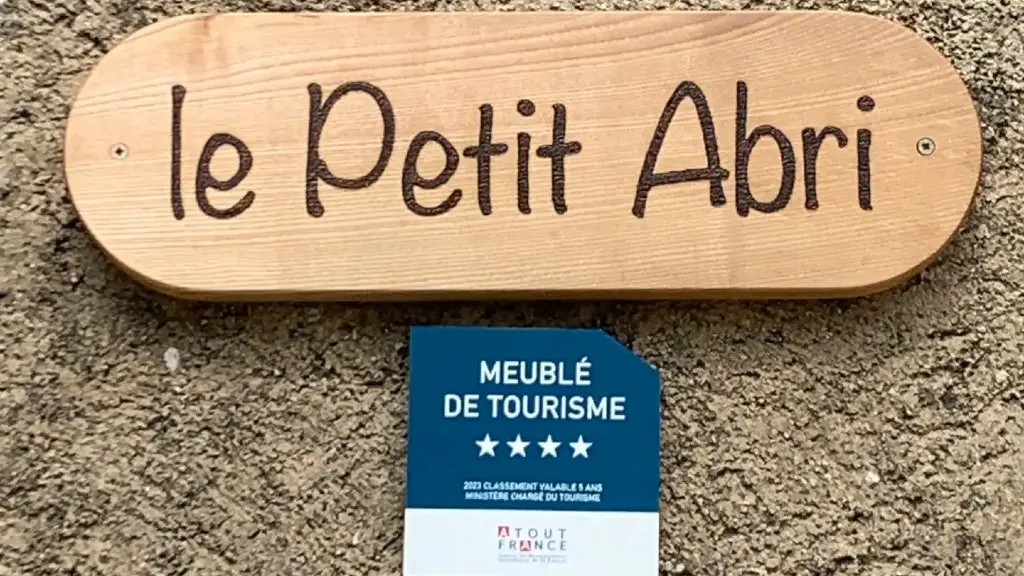 le Petit Abri
MEUBLÉ
DE TOURISME
2023 CLASSEMENT VALABLE 5 ANS
MINISTÈRE CHARGÉ DU TOURISME
ATOUT
FRANCE